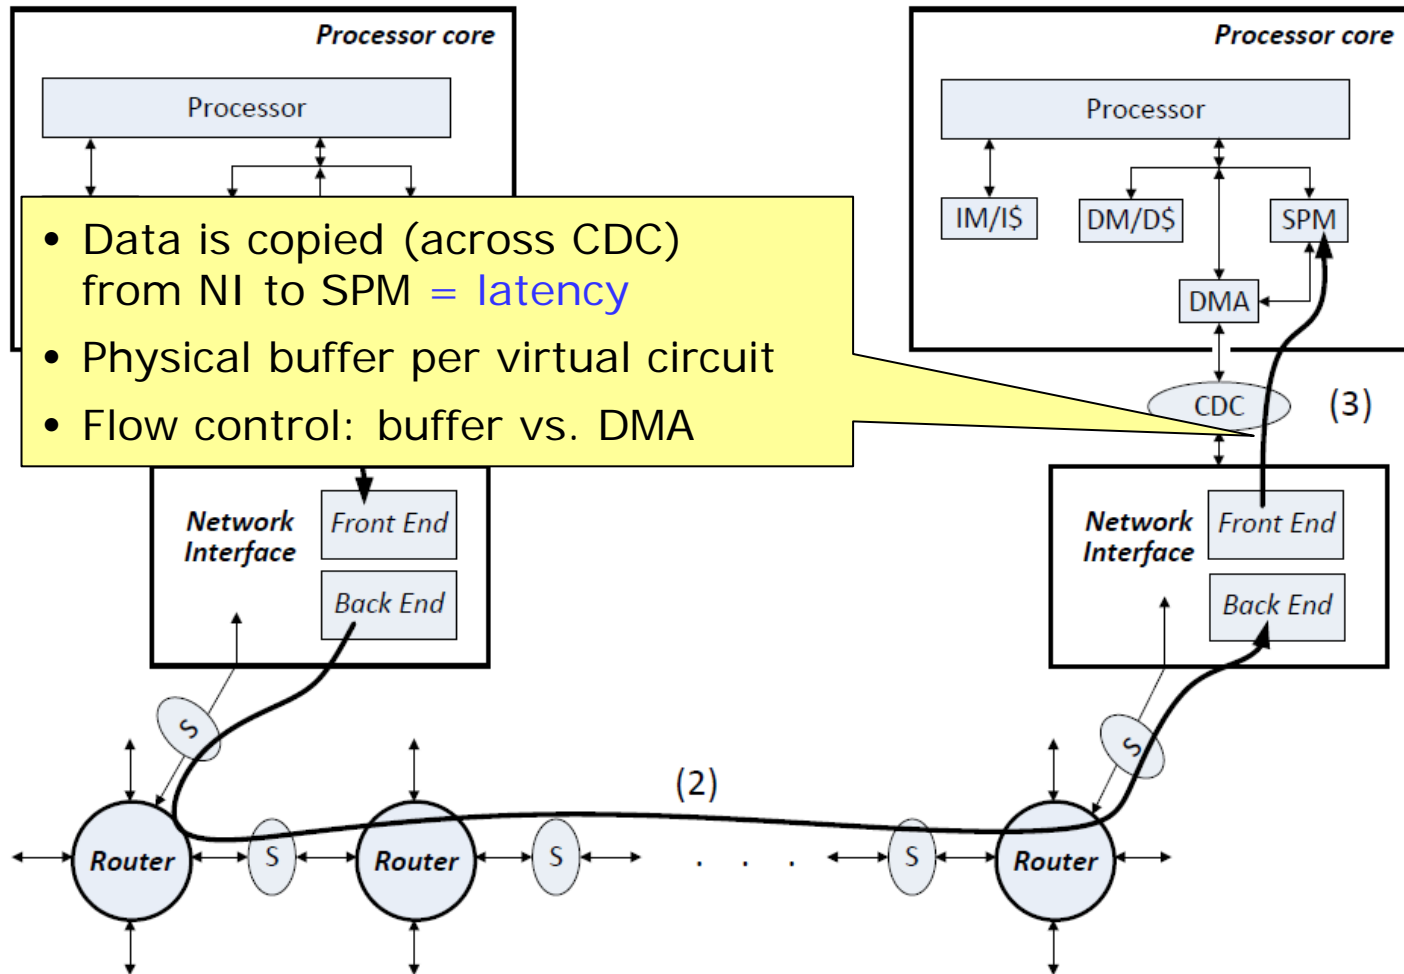 Processor core
Processor
• Data is copied (across CDC)
from NI to SPM = latency
• Physical buffer per virtual circuit
• Flow control: buffer vs. DMA
Network
Interface
Front End
Back End
S
Processor core
Processor
IM/I$
DM/D$
SPM
DMA
CDC
(3)
Network
Interface
Front End
Back End
S
(2)
Router
S
Router
S
. . .
S
Router